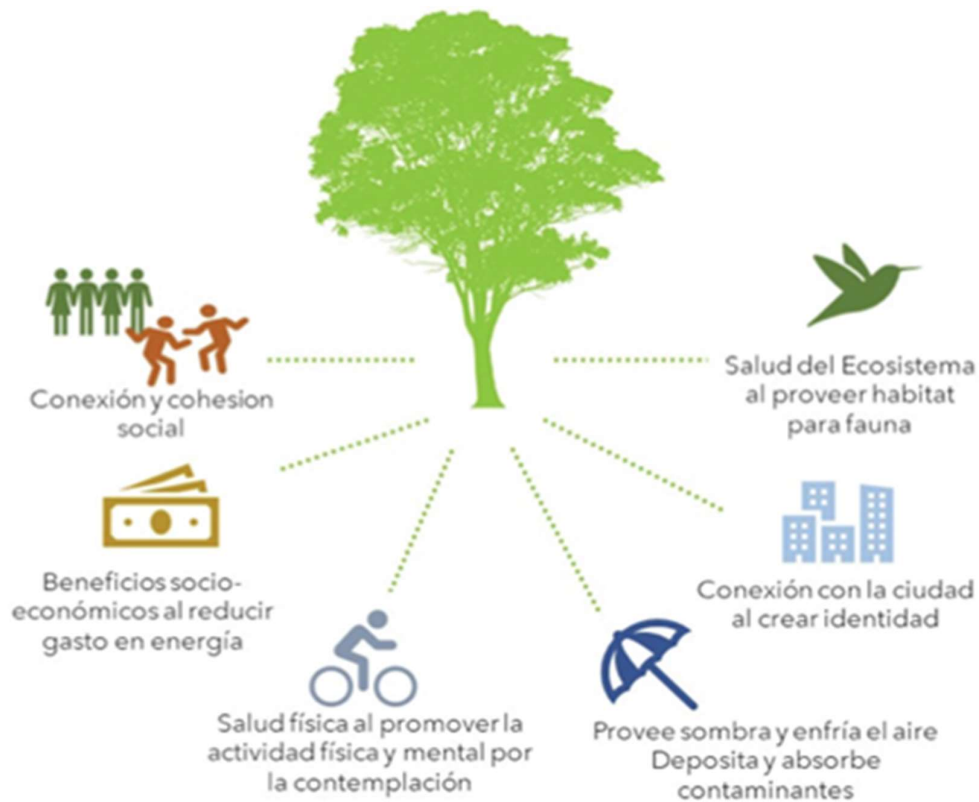 Conexión y cohesion
social
Salud del Ecosistema
al proveer habitat
para fauna
Beneficios socio-
económicos al reducir
gasto en energía
Conexión con la ciudad
al crear identidad
Salud física al promover la
actividad física y mental por
la contemplación
Provee sombra y enfría el aire
Deposita y absorbe
contaminantes